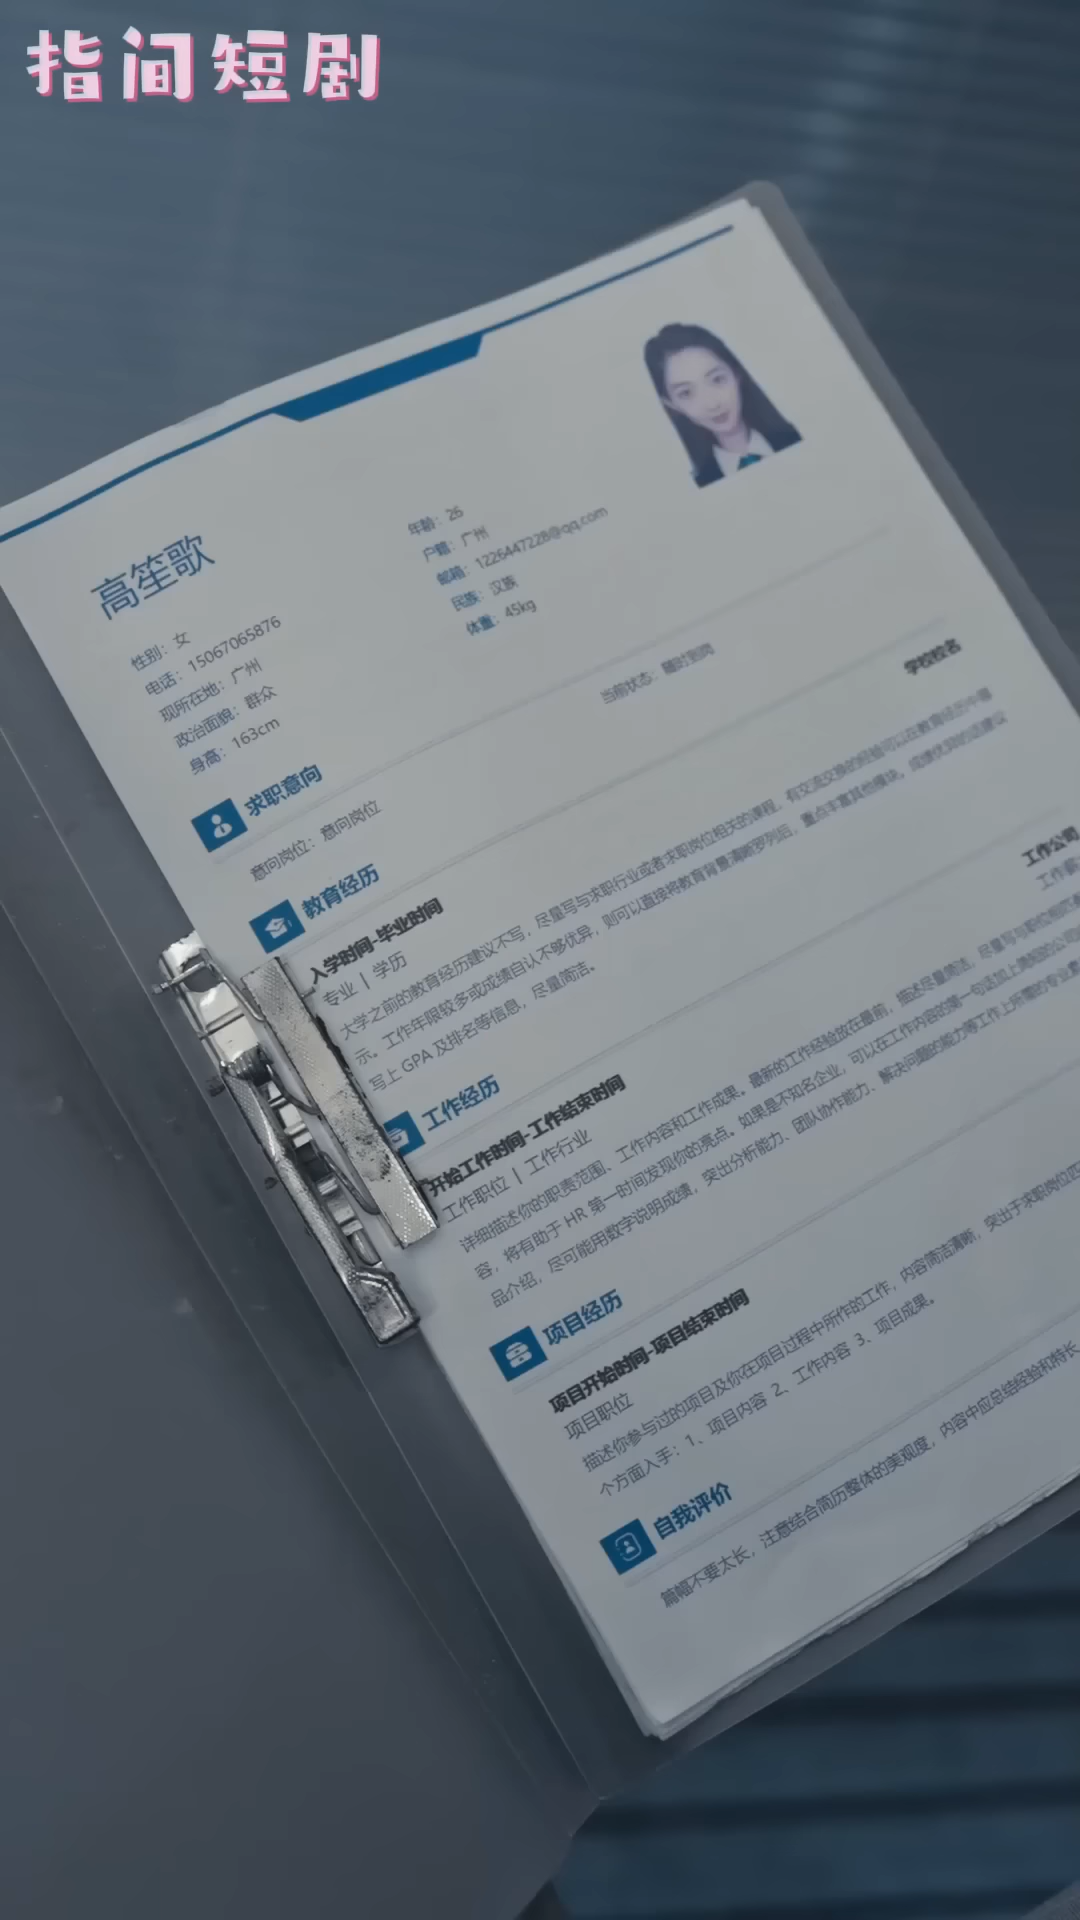 指间短剧
高笙歌
性别：女
电话：15067065876
现所在地：广州
政治面貌：群众
身高：163cm
年龄：26
户籍：广州
邮箱：1226447228@qq.com
民族：汉族
体重：45kg
求职意向
意向岗位：意向岗位
当前状态：随时到岗
教育经历
入学时间-毕业时间
学校校名
专业 | 学历
大学之前的教育经历建议不写，尽量写与求职行业或者求职岗位相关的课程，有交流交换的经验可以在教育经历中展
示。工作年限较多或成绩自认不够优异，则可以直接将教育背景清晰罗列后，重点丰富其他模块。成绩优异的话建议
写上 GPA 及排名等信息，尽量简洁。
工作经历
开始工作时间-工作结束时间
工作公司
工作职位 | 工作行业
详细描述你的职责范围、工作内容和工作成果。最新的工作经验放在最前，描述尽量简洁，尽量写与职位相匹
容，将有助于 HR 第一时间发现你的亮点。如果是不知名企业，可以在工作内容的第一句话加上
品介绍，尽可能用数字说明成绩，突出分析能力、团队协作能力、解决问题的能力等工作上所需的专业素
项目经历
项目开始时间-项目结束时间
项目职位
描述你参与过的项目及你在项目过程中所作的工作，内容简洁清晰，突出于求职岗位匹
个方面入手：1、项目内容 2、工作内容 3、项目成果。
自我评价
篇幅不要太长，注意结合简历整体的美观度，内容中应总结经验和特长